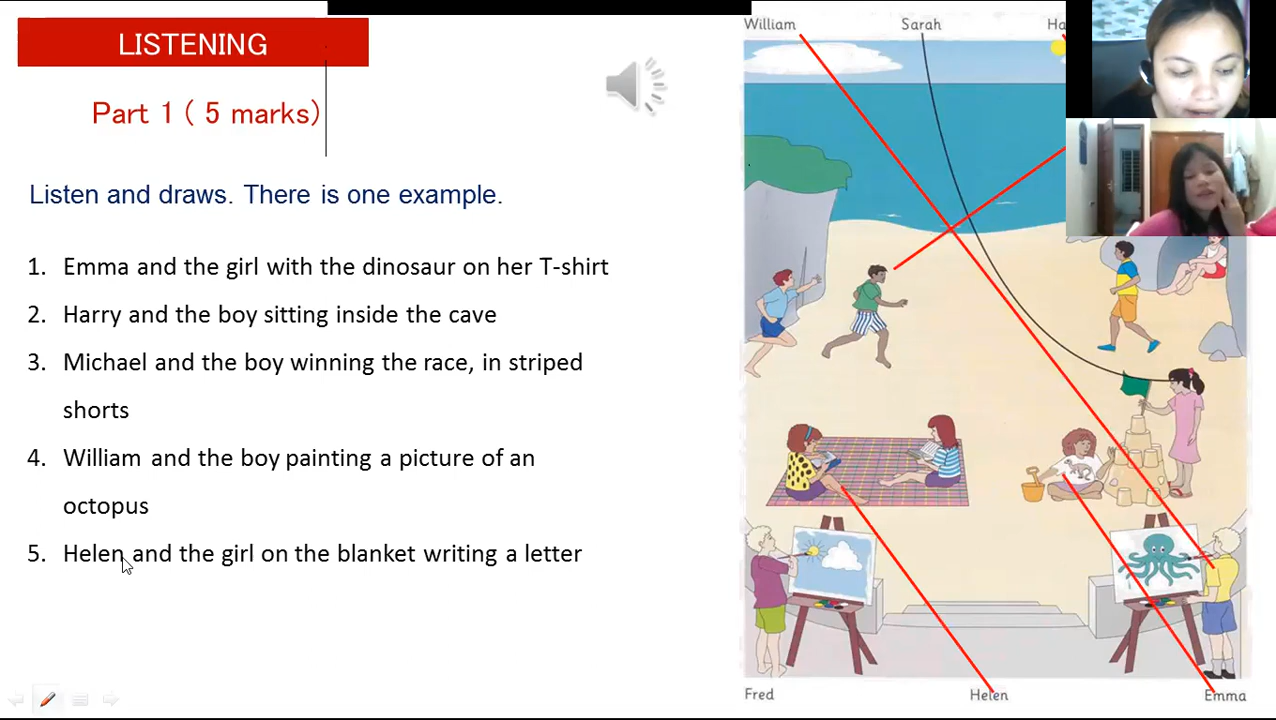 LISTENING
Part 1 ( 5 marks)
Listen and draws. There is one example.
1. Emma and the girl with the dinosaur on her T-shirt
2. Harry and the boy sitting inside the cave
3. Michael and the boy winning the race, in striped
shorts
4. William and the boy painting a picture of an
octopus
5. Helen and the girl on the blanket writing a letter
William Sarah Ha
Fred Helen Emma